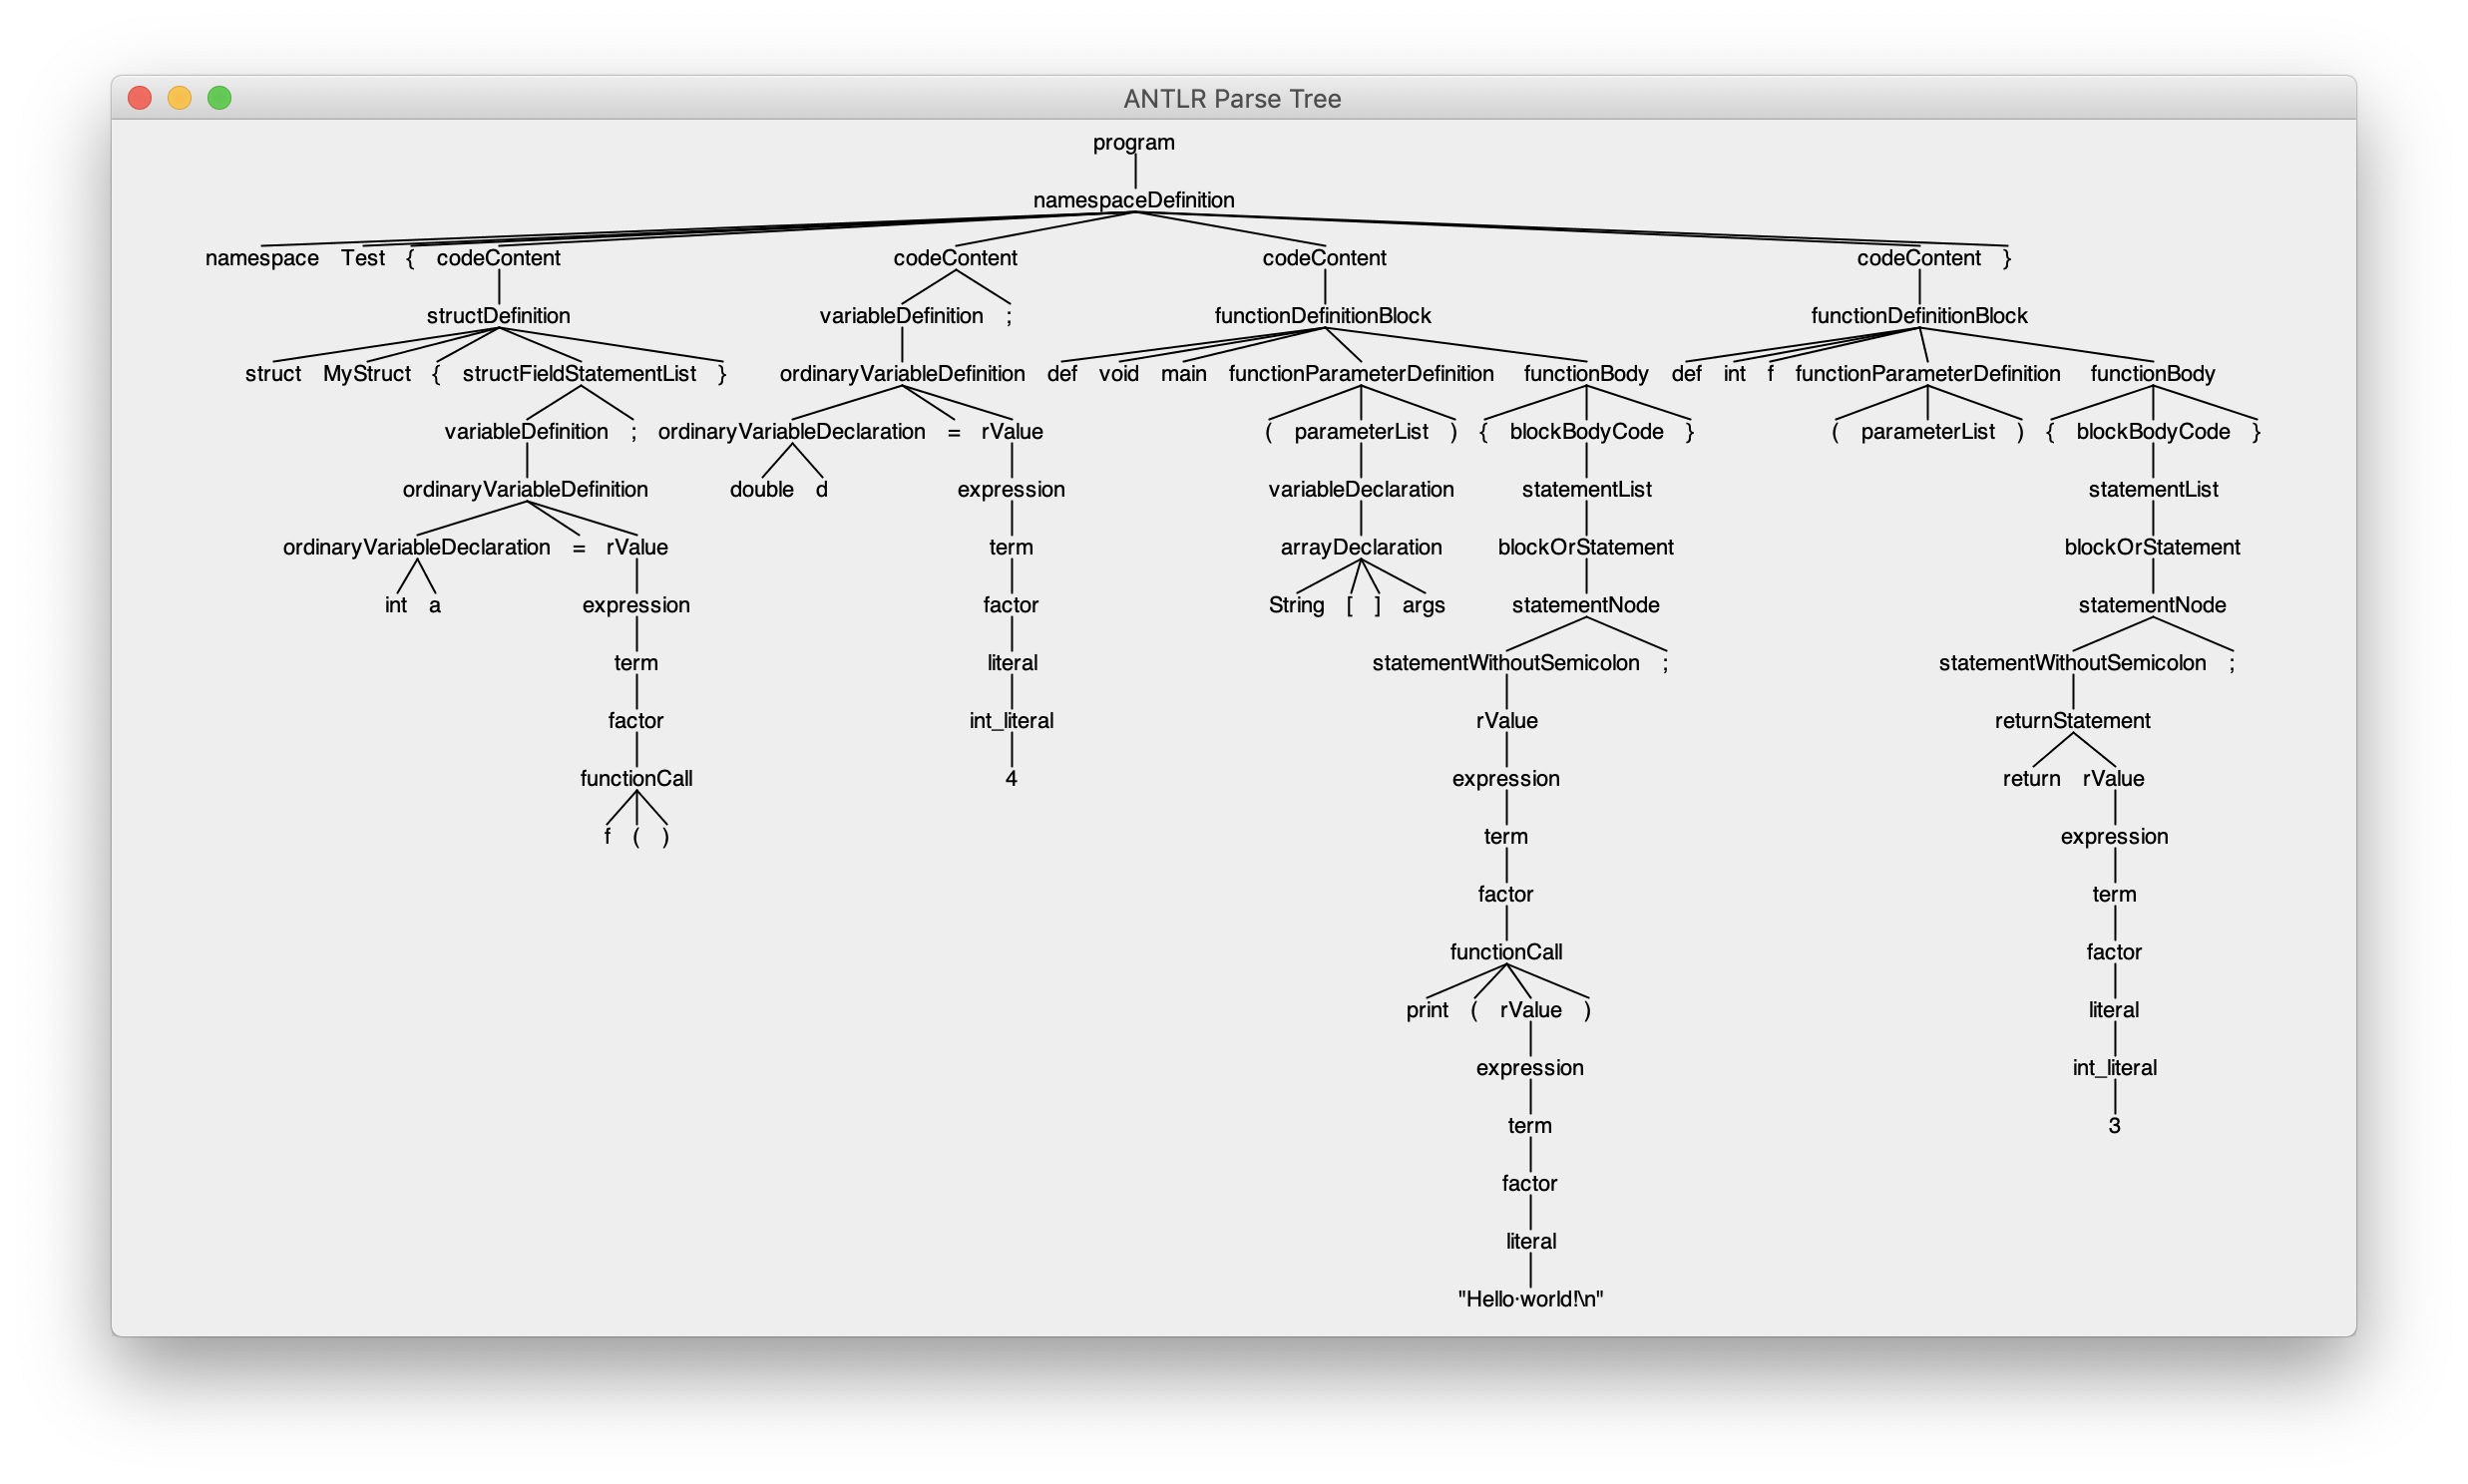 ANTLR Parse Tree
program
namespaceDefinition
namespace Test { codeContent codeContent codeContent codeContent }
structDefinition variableDefinition ; functionDefinitionBlock functionDefinitionBlock
struct MyStruct { structFieldStatementList } ordinaryVariableDefinition def void main functionParameterDefinition functionBody def int f functionParameterDefinition functionBody
variableDefinition ; ordinaryVariableDeclaration = rValue ( parameterList ) { blockBodyCode } ( parameterList ) { blockBodyCode }
ordinaryVariableDefinition double d expression variableDeclaration statementList statementList
ordinaryVariableDeclaration = rValue term arrayDeclaration blockOrStatement blockOrStatement
int a expression factor String [ ] args statementNode statementNode
term literal statementWithoutSemicolon ; statementWithoutSemicolon ;
factor int_literal rValue returnStatement
functionCall 4 expression return rValue
f ( ) term expression
factor term
functionCall factor
print ( rValue ) literal
expression int_literal
term 3
factor
literal
"Hello·world!\n"